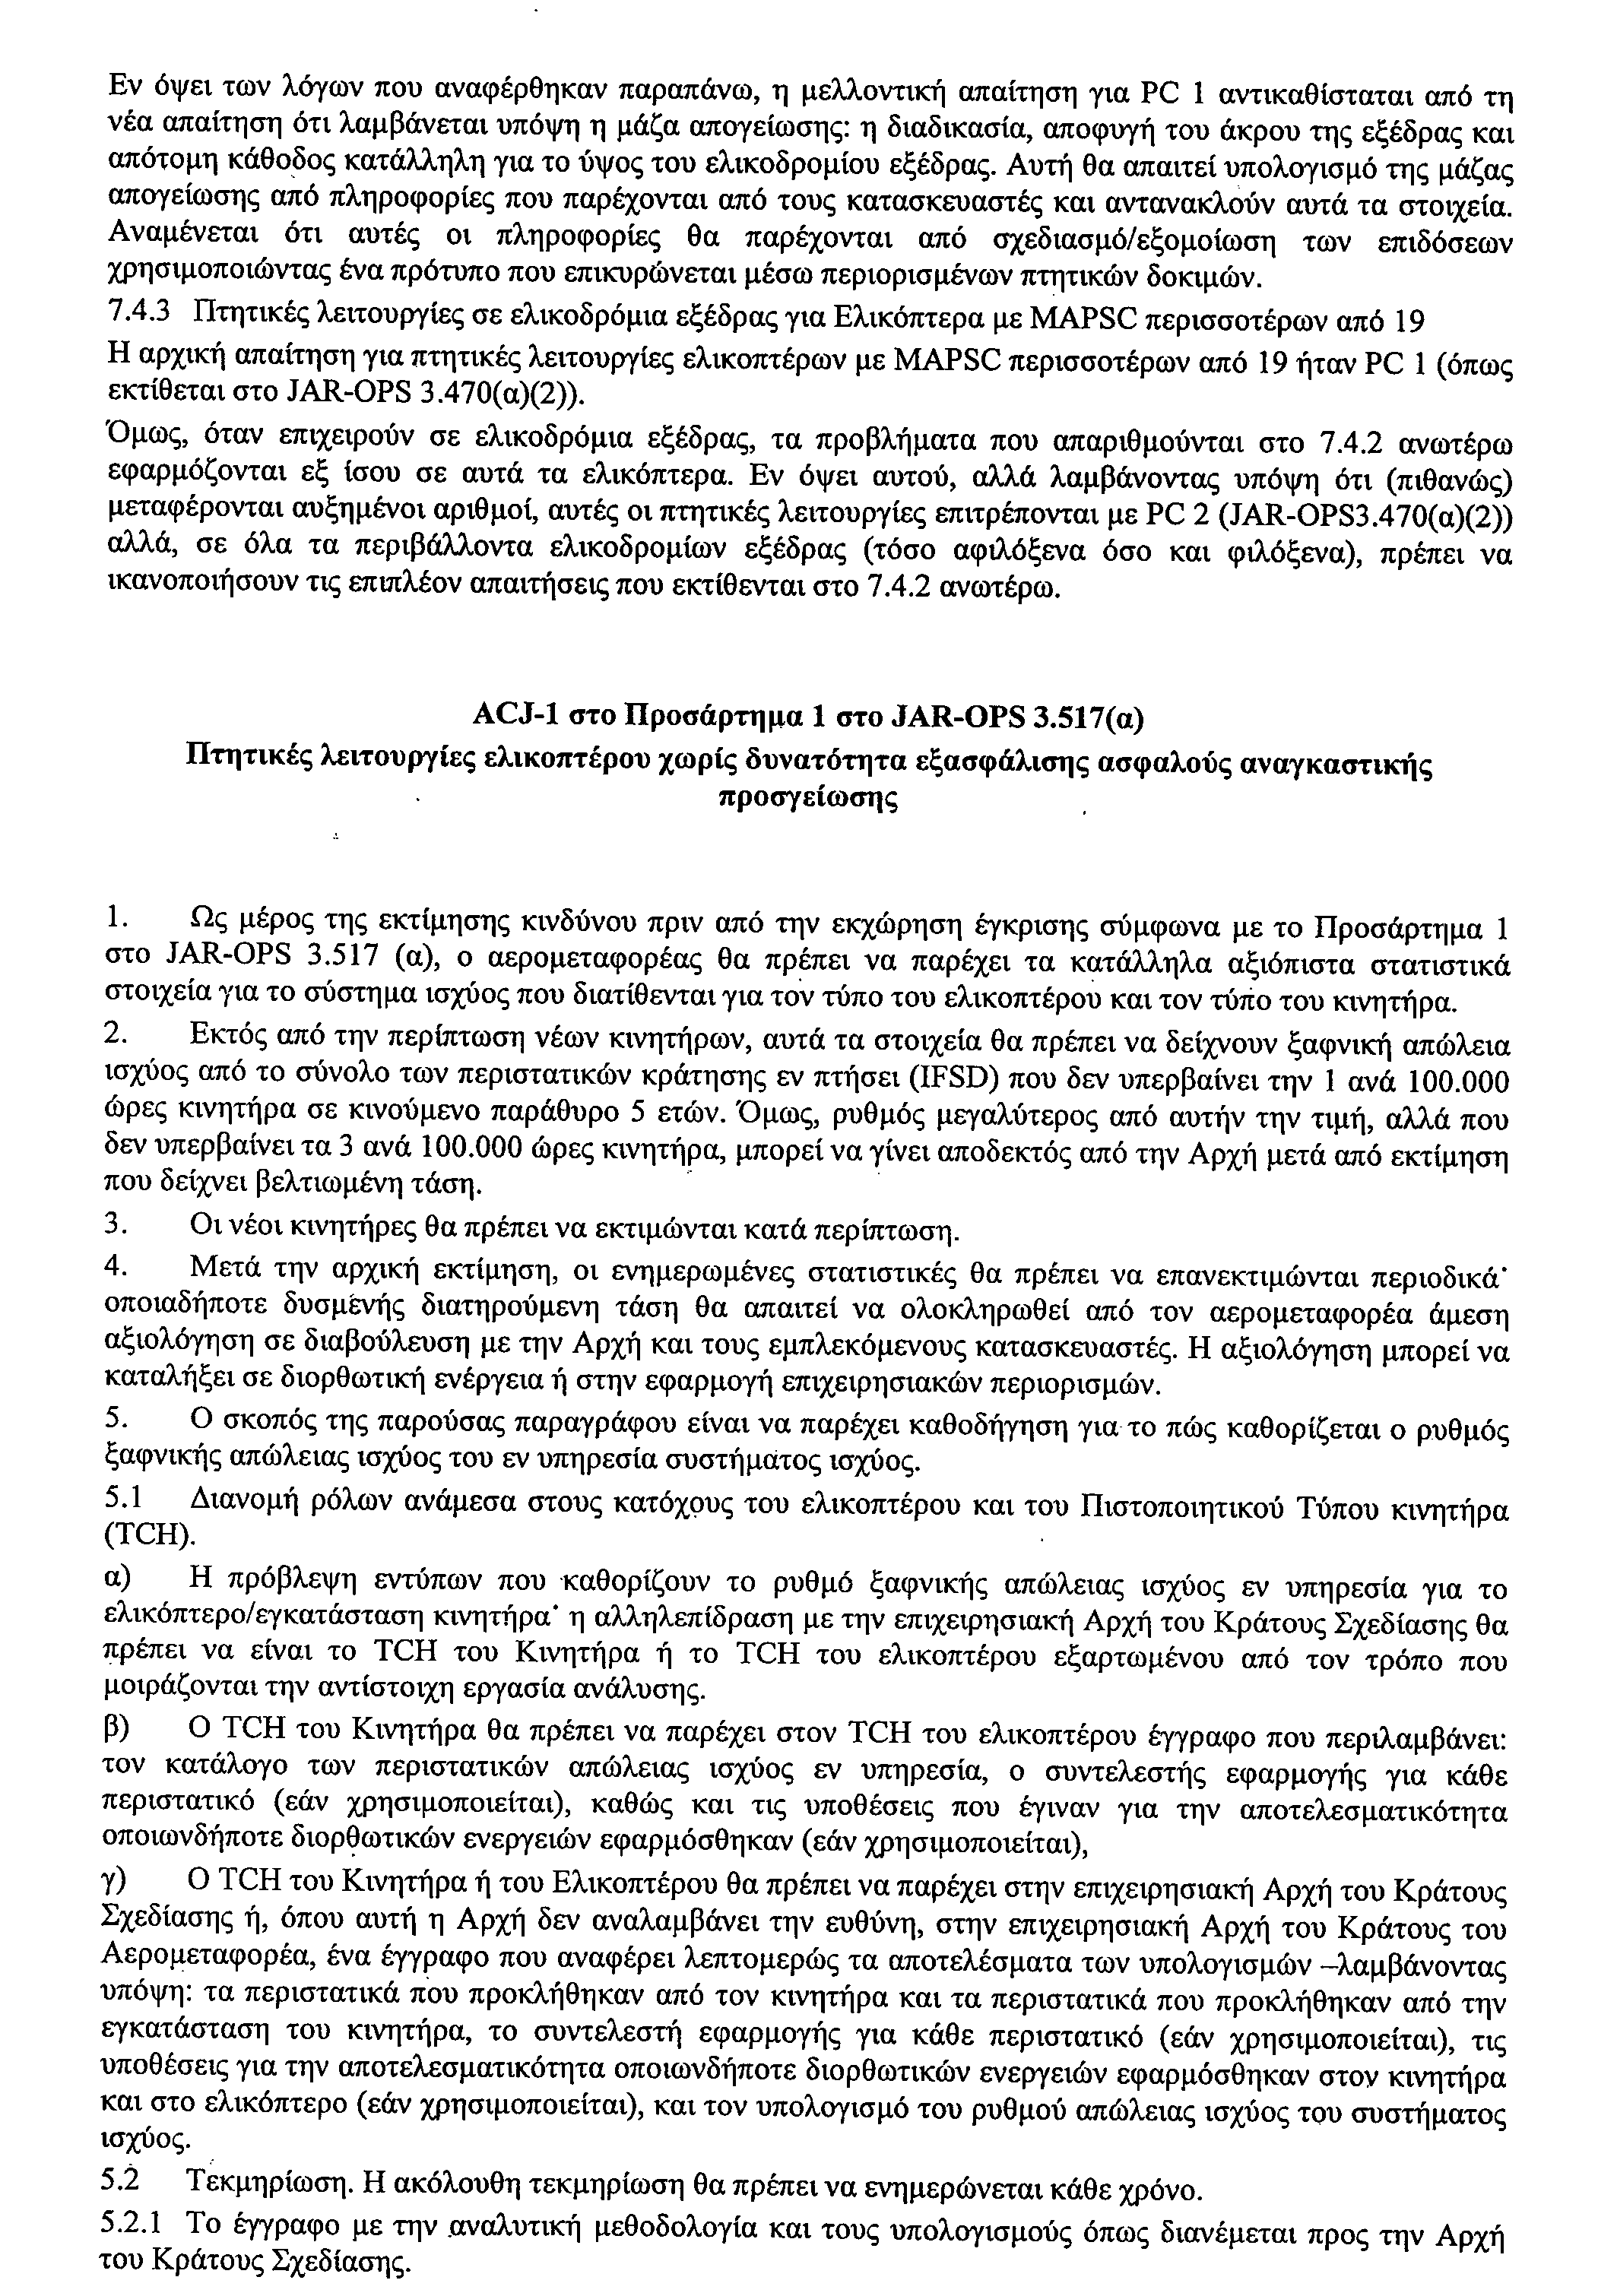 Εν όψει των λόγων που αναφέρθηκαν παραπάνω, η μελλοντική απαίτηση για PC 1 αντικαθίσταται από τη
νέα απαίτηση ότι λαμβάνεται υπόψη η μάζα απογείωσης: η διαδικασία, αποφυγή του άκρου της εξέδρας και
απότομη κάθοδος κατάλληλη για το ύψος του ελικοδρομίου εξέδρας. Αυτή θα απαιτεί υπολογισμό της μάζας
απογείωσης από πληροφορίες που παρέχονται από τους κατασκευαστές και αντανακλούν αυτά τα στοιχεία.
Αναμένεται ότι αυτές οι πληροφορίες θα παρέχονται από σχεδιασμό/εξομοίωση των επιδόσεων
χρησιμοποιώντας ένα πρότυπο που επικυρώνεται μέσω περιορισμένων πτητικών δοκιμών.
7.4.3 Πτητικές λειτουργίες σε ελικοδρόμια εξέδρας για Ελικόπτερα με MAPSC περισσοτέρων από 19
Η αρχική απαίτηση για πτητικές λειτουργίες ελικοπτέρων με MAPSC περισσοτέρων από 19 ήταν PC 1 (όπως
εκτίθεται στο JAR-OPS 3.470(α)(2)).
Όμως, όταν επιχειρούν σε ελικοδρόμια εξέδρας, τα προβλήματα που απαριθμούνται στο 7.4.2 ανωτέρω
εφαρμόζονται εξ ίσου σε αυτά τα ελικόπτερα. Εν όψει αυτού, αλλά λαμβάνοντας υπόψη ότι (πιθανώς)
μεταφέρονται αυξημένοι αριθμοί, αυτές οι πτητικές λειτουργίες επιτρέπονται με PC 2 (JAR-OPS3.470(α)(2))
αλλά, σε όλα τα περιβάλλοντα ελικοδρομίων εξέδρας (τόσο αφιλόξενα όσο και φιλόξενα), πρέπει να
ικανοποιήσουν τις επιπλέον απαιτήσεις που εκτίθενται στο 7.4.2 ανωτέρω.
ACJ-1 στο Προσάρτημα 1 στο JAR-OPS 3.517(α)
Πτητικές λειτουργίες ελικοπτέρου χωρίς δυνατότητα εξασφάλισης ασφαλούς αναγκαστικής
προσγείωσης
1. Ως μέρος της εκτίμησης κινδύνου πριν από την εκχώρηση έγκρισης σύμφωνα με το Προσάρτημα 1
στο JAR-OPS 3.517 (α), ο αερομεταφορέας θα πρέπει να παρέχει τα κατάλληλα αξιόπιστα στατιστικά
στοιχεία για το σύστημα ισχύος που διατίθενται για τον τύπο του ελικοπτέρου και τον τύπο του κινητήρα.
2. Εκτός από την περίπτωση νέων κινητήρων, αυτά τα στοιχεία θα πρέπει να δείχνουν ξαφνική απώλεια
ισχύος από το σύνολο των περιστατικών κράτησης εν πτήσει (IFSD) που δεν υπερβαίνει την 1 ανά 100.000
ώρες κινητήρα σε κινούμενο παράθυρο 5 ετών. Όμως, ρυθμός μεγαλύτερος από αυτήν την τιμή, αλλά που
δεν υπερβαίνει τα 3 ανά 100.000 ώρες κινητήρα, μπορεί να γίνει αποδεκτός από την Αρχή μετά από εκτίμηση
που δείχνει βελτιωμένη τάση.
3. Οι νέοι κινητήρες θα πρέπει να εκτιμώνται κατά περίπτωση.
4. Μετά την αρχική εκτίμηση, οι ενημερωμένες στατιστικές θα πρέπει να επανεκτιμώνται περιοδικά·
οποιαδήποτε δυσμενής διατηρούμενη τάση θα απαιτεί να ολοκληρωθεί από τον αερομεταφορέα άμεση
αξιολόγηση σε διαβούλευση με την Αρχή και τους εμπλεκόμενους κατασκευαστές. Η αξιολόγηση μπορεί να
καταλήξει σε διορθωτική ενέργεια ή στην εφαρμογή επιχειρησιακών περιορισμών.
5. Ο σκοπός της παρούσας παραγράφου είναι να παρέχει καθοδήγηση για το πώς καθορίζεται ο ρυθμός
ξαφνικής απώλειας ισχύος του εν υπηρεσία συστήματος ισχύος.
5.1 Διανομή ρόλων ανάμεσα στους κατόχους του ελικοπτέρου και του Πιστοποιητικού Τύπου κινητήρα
(TCH).
α) Η πρόβλεψη εντύπων που καθορίζουν το ρυθμό ξαφνικής απώλειας ισχύος εν υπηρεσία για το
ελικόπτερο/εγκατάσταση κινητήρα· η αλληλεπίδραση με την επιχειρησιακή Αρχή του Κράτους Σχεδίασης θα
πρέπει να είναι το TCH του Κινητήρα ή το TCH του ελικοπτέρου εξαρτωμένου από τον τρόπο που
μοιράζονται την αντίστοιχη εργασία ανάλυσης.
β) Ο TCH του Κινητήρα θα πρέπει να παρέχει στον TCH του ελικοπτέρου έγγραφο που περιλαμβάνει:
τον κατάλογο των περιστατικών απώλειας ισχύος εν υπηρεσία, ο συντελεστής εφαρμογής για κάθε
περιστατικό (εάν χρησιμοποιείται), καθώς και τις υποθέσεις που έγιναν για την αποτελεσματικότητα
οποιωνδήποτε διορθωτικών ενεργειών εφαρμόσθηκαν (εάν χρησιμοποιείται),
γ) Ο TCH του Κινητήρα ή του Ελικοπτέρου θα πρέπει να παρέχει στην επιχειρησιακή Αρχή του Κράτους
Σχεδίασης ή, όπου αυτή η Αρχή δεν αναλαμβάνει την ευθύνη, στην επιχειρησιακή Αρχή του Κράτους του
Αερομεταφορέα, ένα έγγραφο που αναφέρει λεπτομερώς τα αποτελέσματα των υπολογισμών –λαμβάνοντας
υπόψη: τα περιστατικά που προκλήθηκαν από τον κινητήρα και τα περιστατικά που προκλήθηκαν από την
εγκατάσταση του κινητήρα, το συντελεστή εφαρμογής για κάθε περιστατικό (εάν χρησιμοποιείται), τις
υποθέσεις για την αποτελεσματικότητα οποιωνδήποτε διορθωτικών ενεργειών εφαρμόσθηκαν στον κινητήρα
και στο ελικόπτερο (εάν χρησιμοποιείται), και τον υπολογισμό του ρυθμού απώλειας ισχύος του συστήματος
ισχύος.
5.2 Τεκμηρίωση. Η ακόλουθη τεκμηρίωση θα πρέπει να ενημερώνεται κάθε χρόνο.
5.2.1 Το έγγραφο με την αναλυτική μεθοδολογία και τους υπολογισμούς όπως διανέμεται προς την Αρχή
του Κράτους Σχεδίασης.